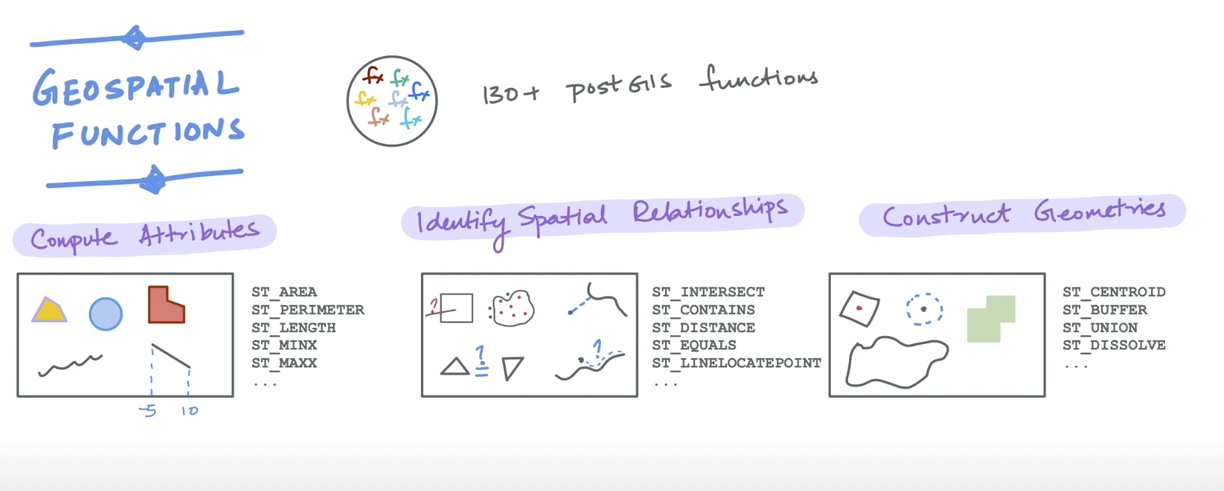 GEOSPATIAL
FUNCTIONS
fx fx
fx fx fx
fx fx
130+ postGIS functions
Compute Attributes
ST_AREA
ST_PERIMETER
ST_LENGTH
ST_MINX
ST_MAXX
...
-5 10
Identify Spatial Relationships
?
? =
?
ST_INTERSECT
ST_CONTAINS
ST_DISTANCE
ST_EQUALS
ST_LINELOCATEPOINT
...
Construct Geometries
ST_CENTROID
ST_BUFFER
ST_UNION
ST_DISSOLVE
...